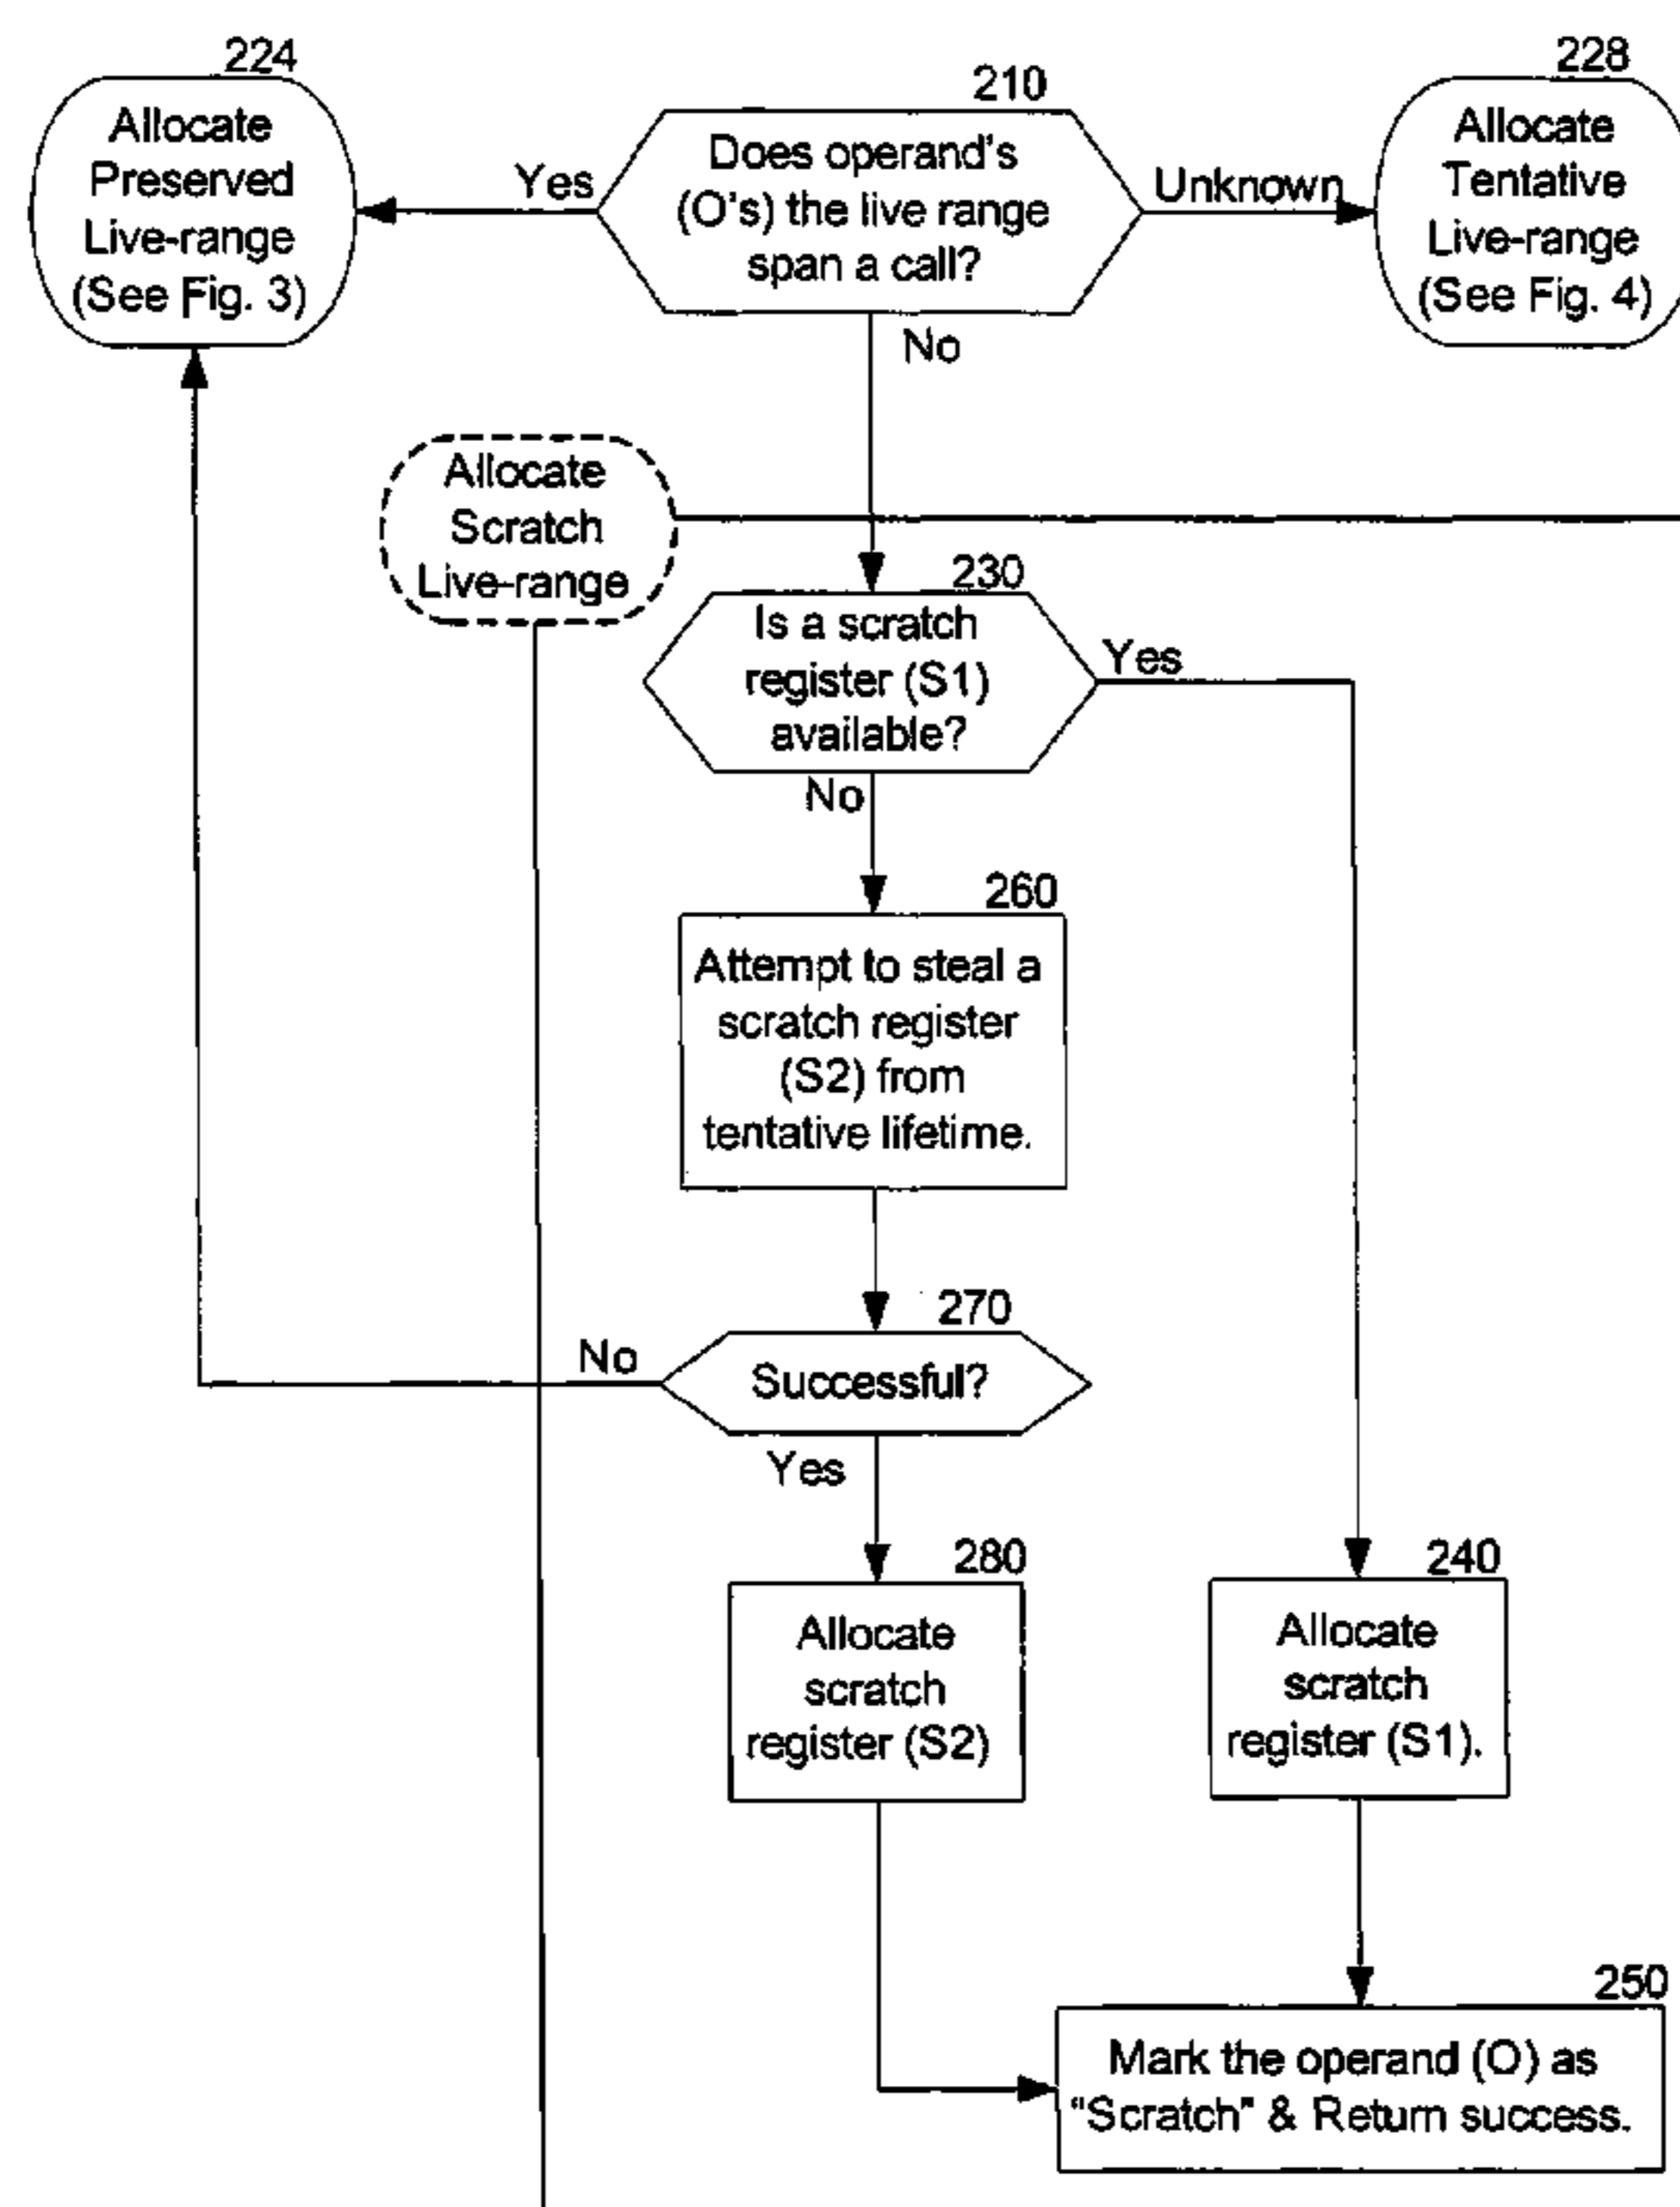 224
Allocate
Preserved
Live-range
(See Fig. 3)
Yes
210
Does operand's
(O's) the live range
span a call?
Unknown
228
Allocate
Tentative
Live-range
(See Fig. 4)
No
Allocate
Scratch
Live-range
230
Is a scratch
register (S1)
available?
Yes
No
260
Attempt to steal a
scratch register
(S2) from
tentative lifetime.
270
Successful?
No
Yes
280
Allocate
scratch
register (S2)
240
Allocate
scratch
register (S1).
250
Mark the operand (O) as
"Scratch" & Return success.